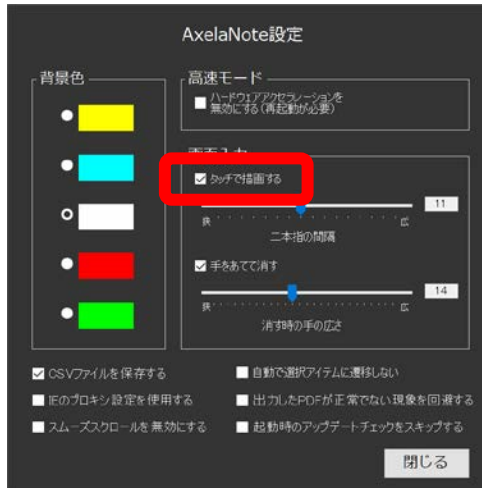 AxelaNote設定
背景色
高速モード
ハードウェアアクセラレーションを
無効にする(再起動が必要)
画面入力
タッチで描画する
11
狭
広
二本指の間隔
手をあてて消す
14
狭
広
消す時の手の広さ
CSVファイルを保存する
自動で選択アイテムに遷移しない
IEのプロキシ設定を使用する
出力したPDFが正常でない現象を回避する
スムーズスクロールを無効にする
起動時のアップデートチェックをスキップする
閉じる